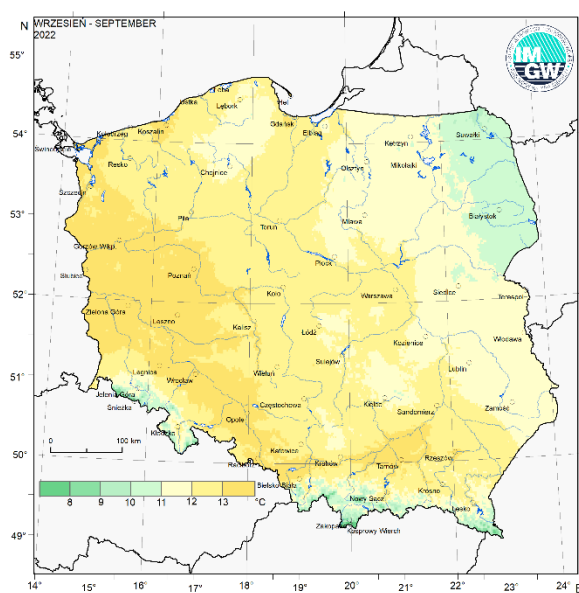 N
WRZESIEŃ - SEPTEMBER
2022
IM
GW
55°
54°
53°
52°
51°
50°
49°
Łeba
Ustka
Lębork
Hel
Gdańsk
Elbląg
Kołobrzeg
Koszalin
Kętrzyn
Suwałki
Świnoujście
Resko
Chojnice
Olsztyn
Mikołajki
Szczecin
Piła
Toruń
Mława
Białystok
Gorzów Wlkp.
Słubice
Poznań
Płock
Koło
Warszawa
Siedlce
Terespol
Zielona Góra
Leszno
Kalisz
Łódź
Kozienice
Włodawa
Legnica
Wrocław
Wieluń
Sulejów
Lublin
Jelenia Góra
Śnieżka
Częstochowa
Kielce
Sandomierz
Zamość
Kłodzko
Opole
Katowice
Racibórz
Kraków
Tarnów
Rzeszów
Bielsko Biała
Nowy Sącz
Krosno
Lesko
Zakopane
Kasprowy Wierch
0 100 km
8 9 10 11 12 13 °C
14° 15° 16° 17° 18° 19° 20° 21° 22° 23° 24° E